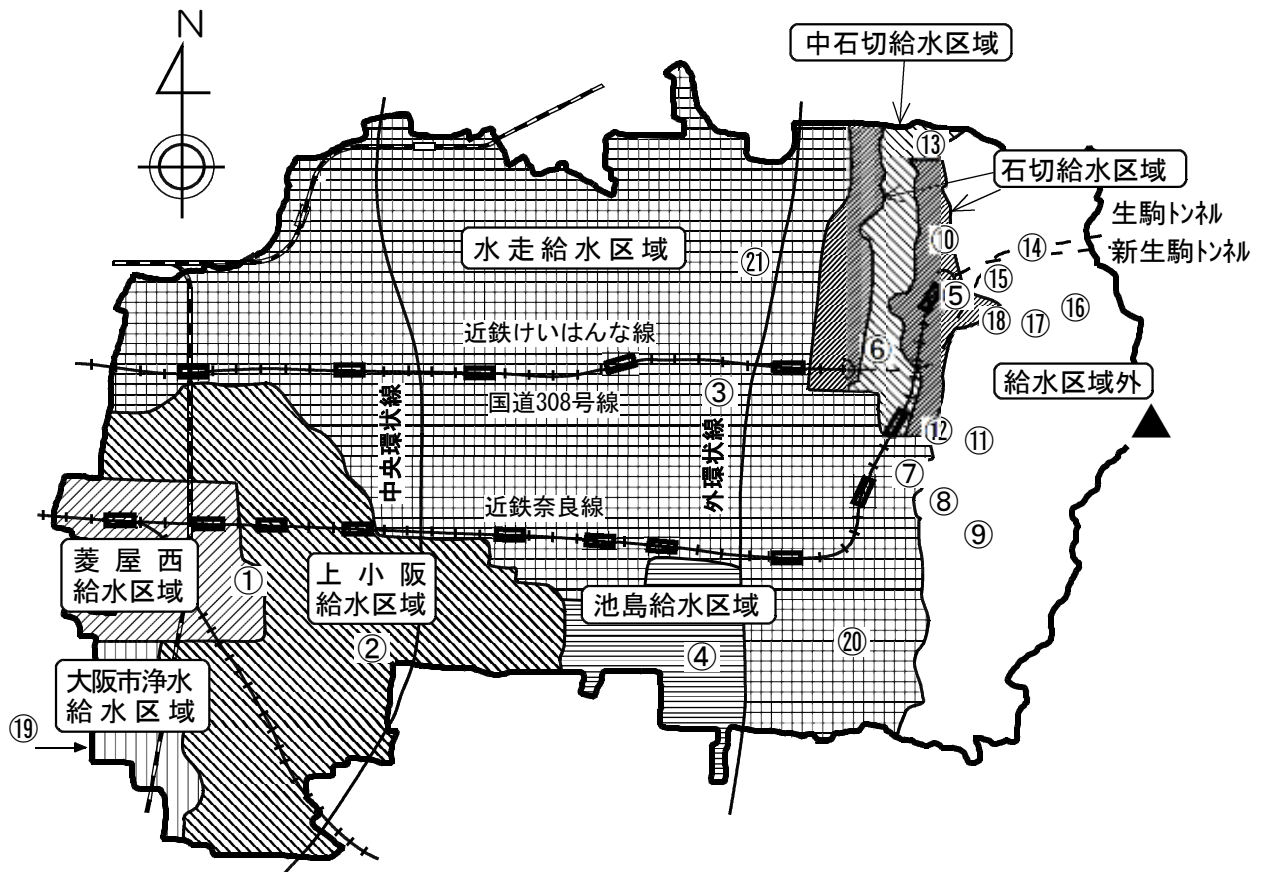 N
中石切給水区域
⑬
石切給水区域
生駒トンネル
新生駒トンネル
水走給水区域
㉑
⑩
⑭
⑮
⑤
⑯
⑱
⑰
近鉄けいはんな線
⑥
国道308号線
③
給水区域外
中央環状線
外環状線
⑫
⑪
⑦
⑧
近鉄奈良線
⑨
菱屋西
給水区域
①
上小阪
給水区域
池島給水区域
②
④
⑳
大阪市浄水
給水区域
⑲